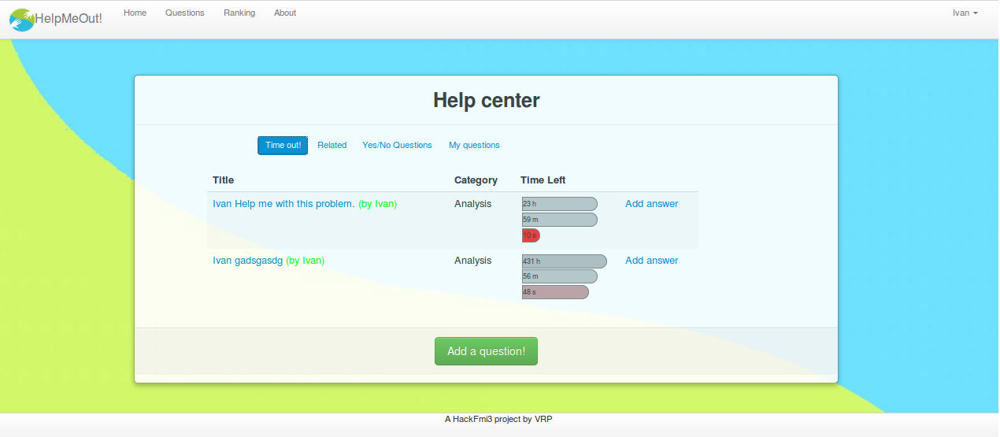 HelpMeOut! Home Questions Ranking About Ivan
Help center
Time out! Related Yes/No Questions My questions
Title Category Time Left
Ivan Help me with this problem. (by Ivan) Analysis 23 h Add answer
59 m
10 s
Ivan gadsgasdg (by Ivan) Analysis 431 h Add answer
56 m
48 s
Add a question!
A HackFmi3 project by VRP